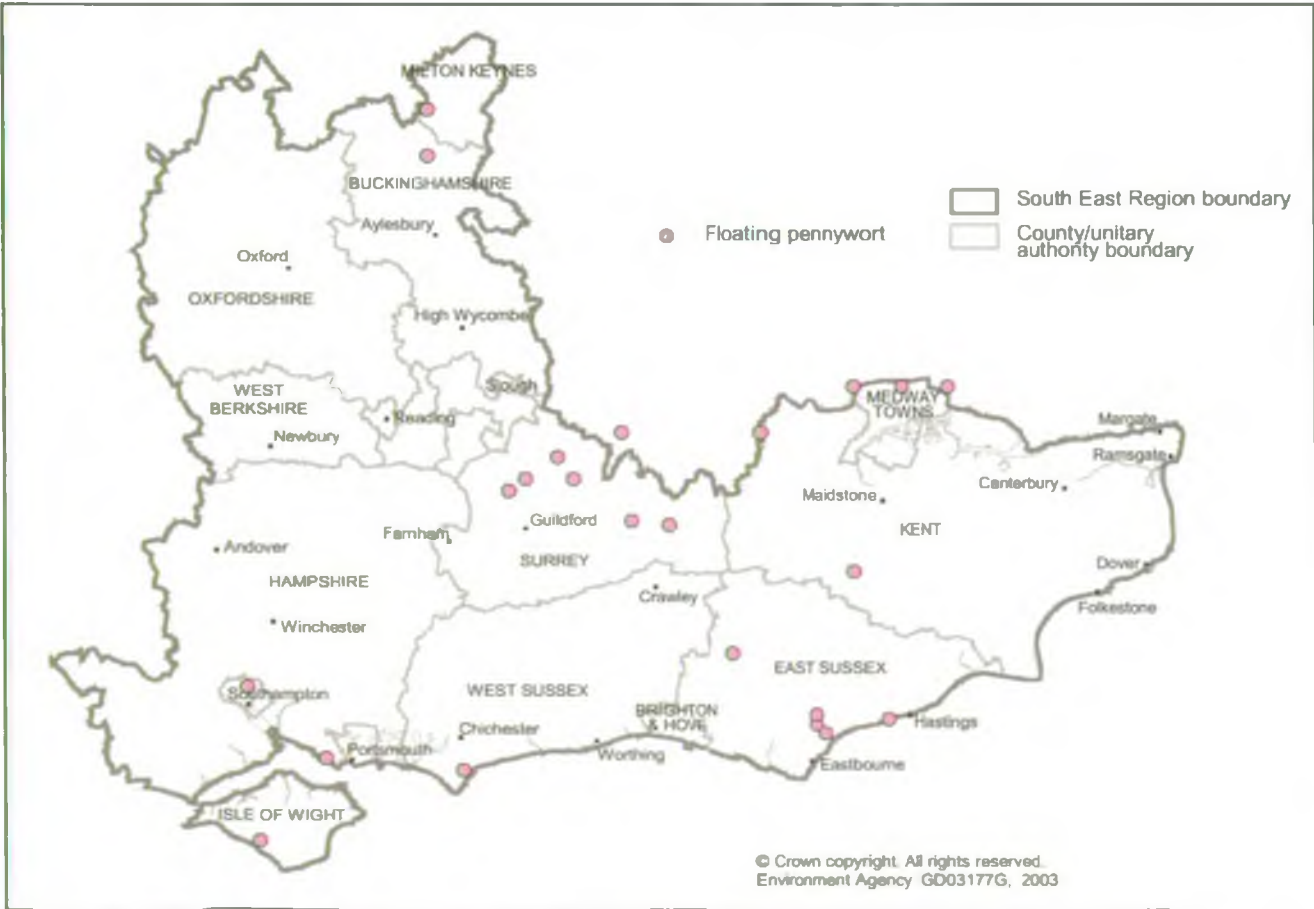 MILTON KEYNES
BUCKINGHAMSHIRE
Aylesbury
South East Region boundary
Floating pennywort
County/unitary
authority boundary
Oxford
OXFORDSHIRE
High Wycombe
WEST
BERKSHIRE
Slough
Reading
Newbury
MEDWAY
TOWNS
Margate
Ramsgate
Canterbury
Maidstone
KENT
Guildford
Farnham
SURREY
Andover
HAMPSHIRE
Dover
Folkestone
Crawley
Winchester
EAST SUSSEX
WEST SUSSEX
Southampton
BRIGHTON
& HOVE
Hastings
Chichester
Portsmouth
Worthing
Eastbourne
ISLE OF WIGHT
© Crown copyright. All rights reserved.
Environment Agency GD03177G, 2003